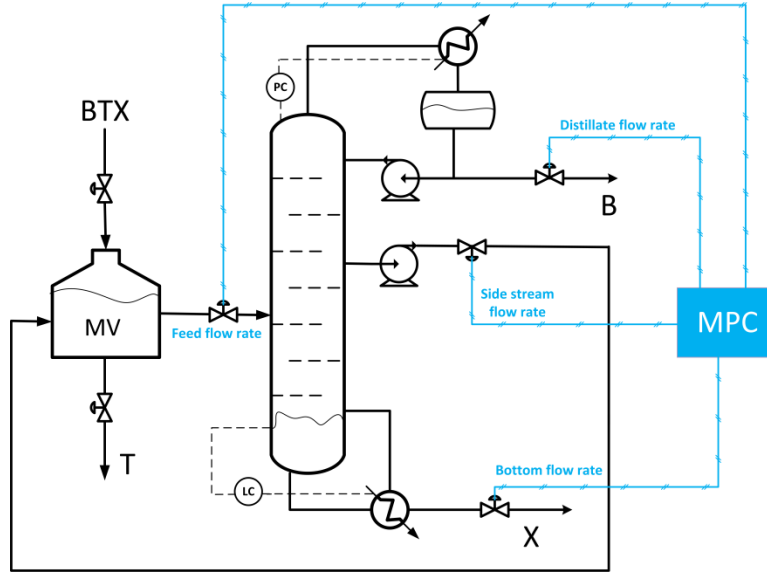 PC
BTX
Distillate flow rate
B
Side stream
flow rate
MPC
MV
Feed flow rate
Bottom flow rate
T
LC
X